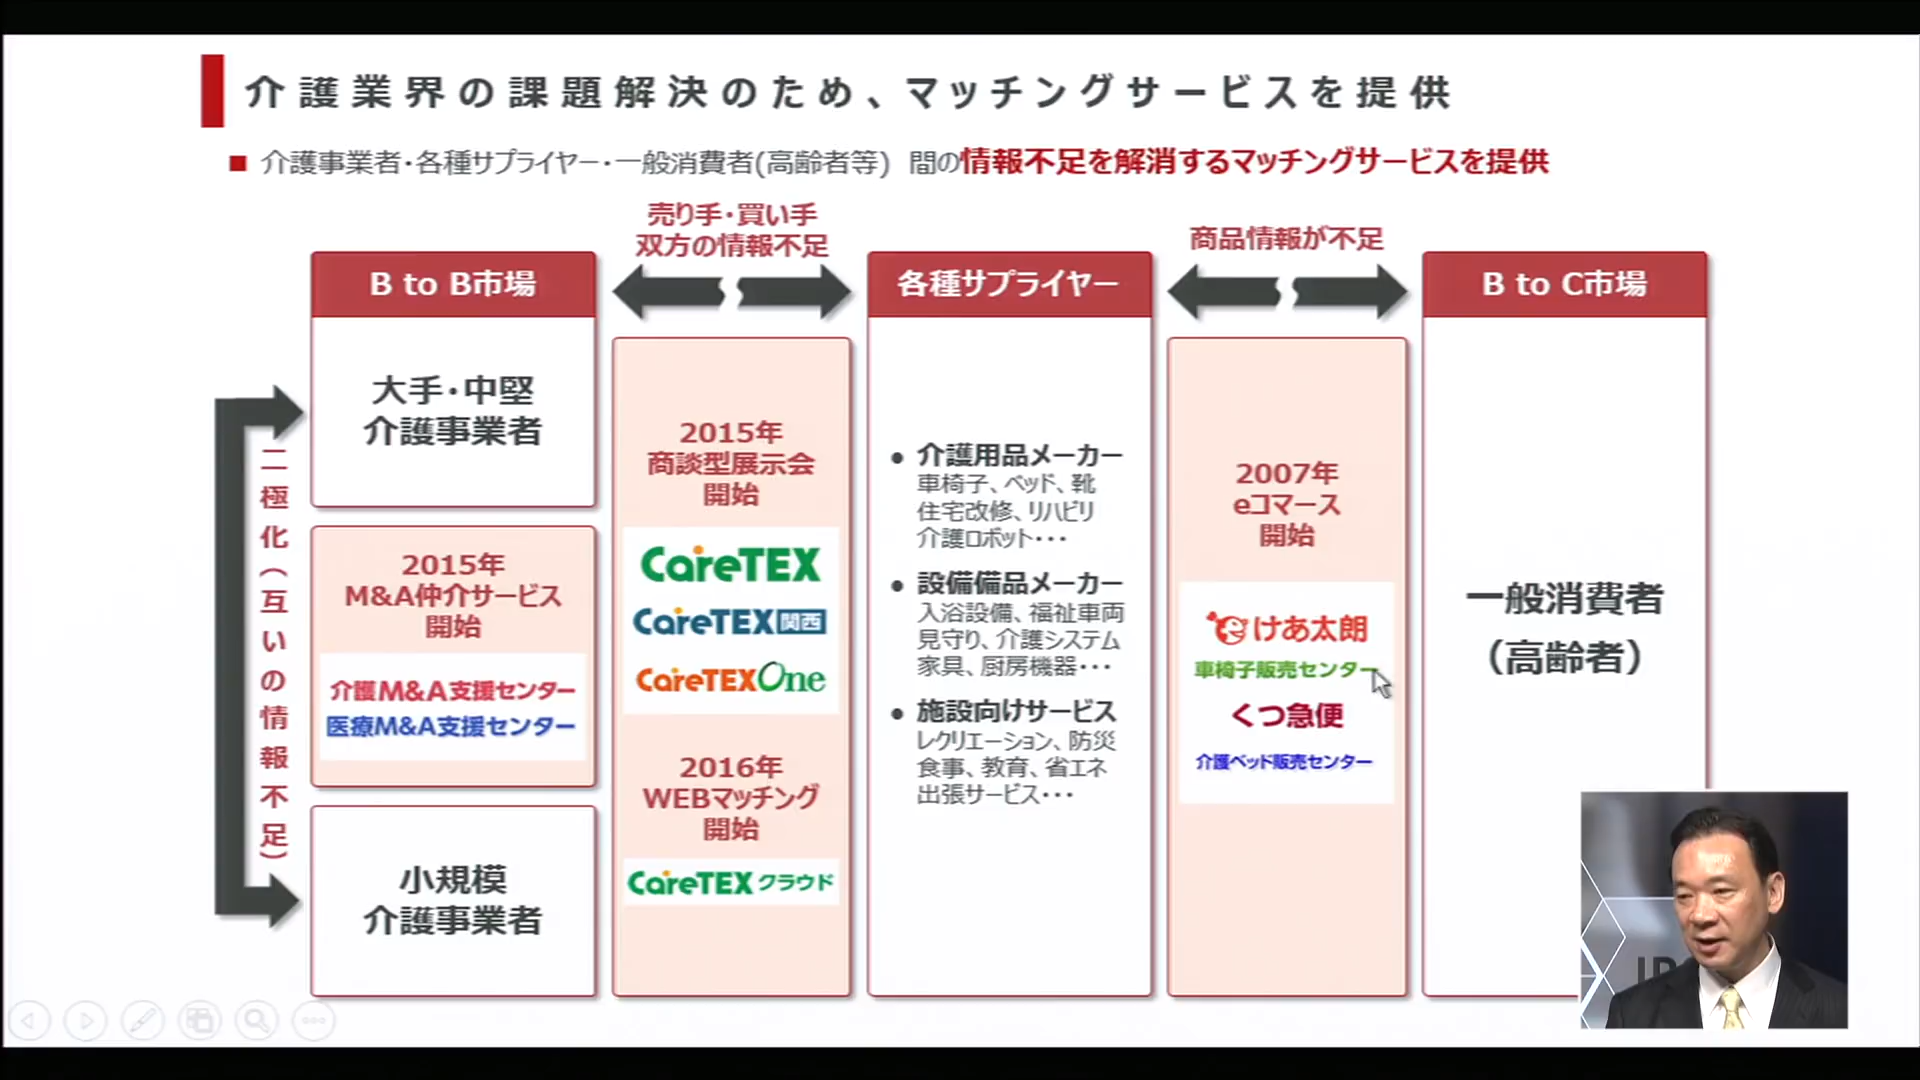 介護業界の課題解決のため、マッチングサービスを提供
介護事業者・各種サプライヤー・一般消費者(高齢者等) 間の情報不足を解消するマッチングサービスを提供
売り手・買い手
双方の情報不足
商品情報が不足
B to B市場
各種サプライヤー
B to C市場
二極化(互いの情報不足)
大手・中堅
介護事業者
2015年
M&A仲介サービス
開始
介護M&A支援センター
医療M&A支援センター
小規模
介護事業者
2015年
商談型展示会
開始
CareTEX
CareTEX関西
CareTEXOne
2016年
WEBマッチング
開始
CareTEXクラウド
● 介護用品メーカー
車椅子、ベッド、靴
住宅改修、リハビリ
介護ロボット・・・
● 設備備品メーカー
入浴設備、福祉車両
見守り、介護システム
家具、厨房機器・・・
● 施設向けサービス
レクリエーション、防災
食事、教育、省エネ
出張サービス・・・
2007年
eコマース
開始
けあ太朗
車椅子販売センター
くつ急便
介護ベッド販売センター
一般消費者
(高齢者)